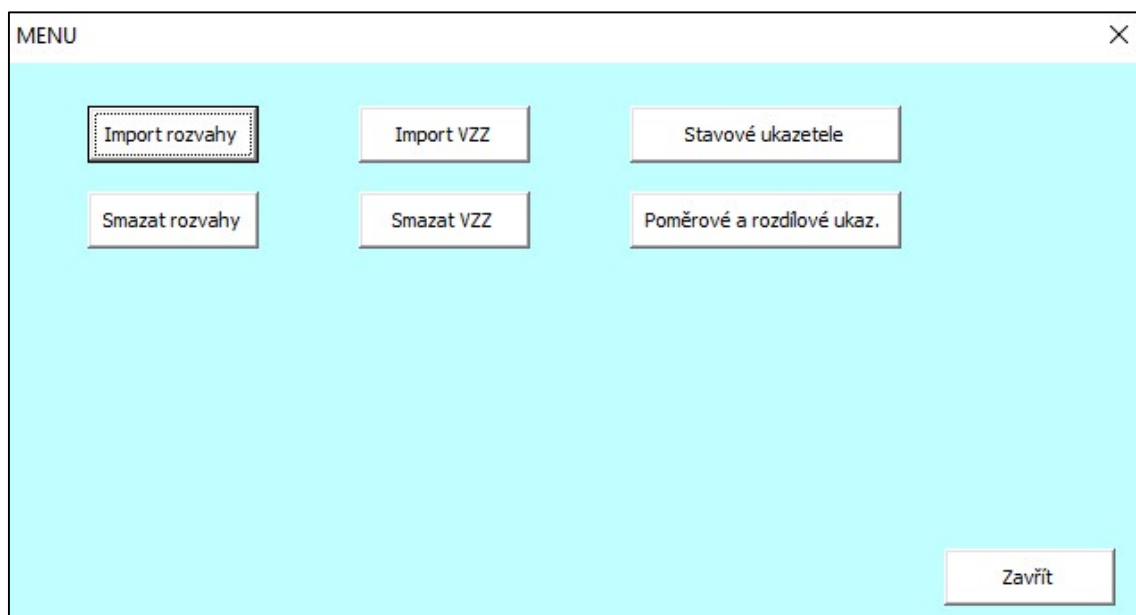 MENU
Import rozvahy
Import VZZ
Stavové ukazetele
Smazat rozvahy
Smazat VZZ
Poměrové a rozdílové ukaz.
Zavřít